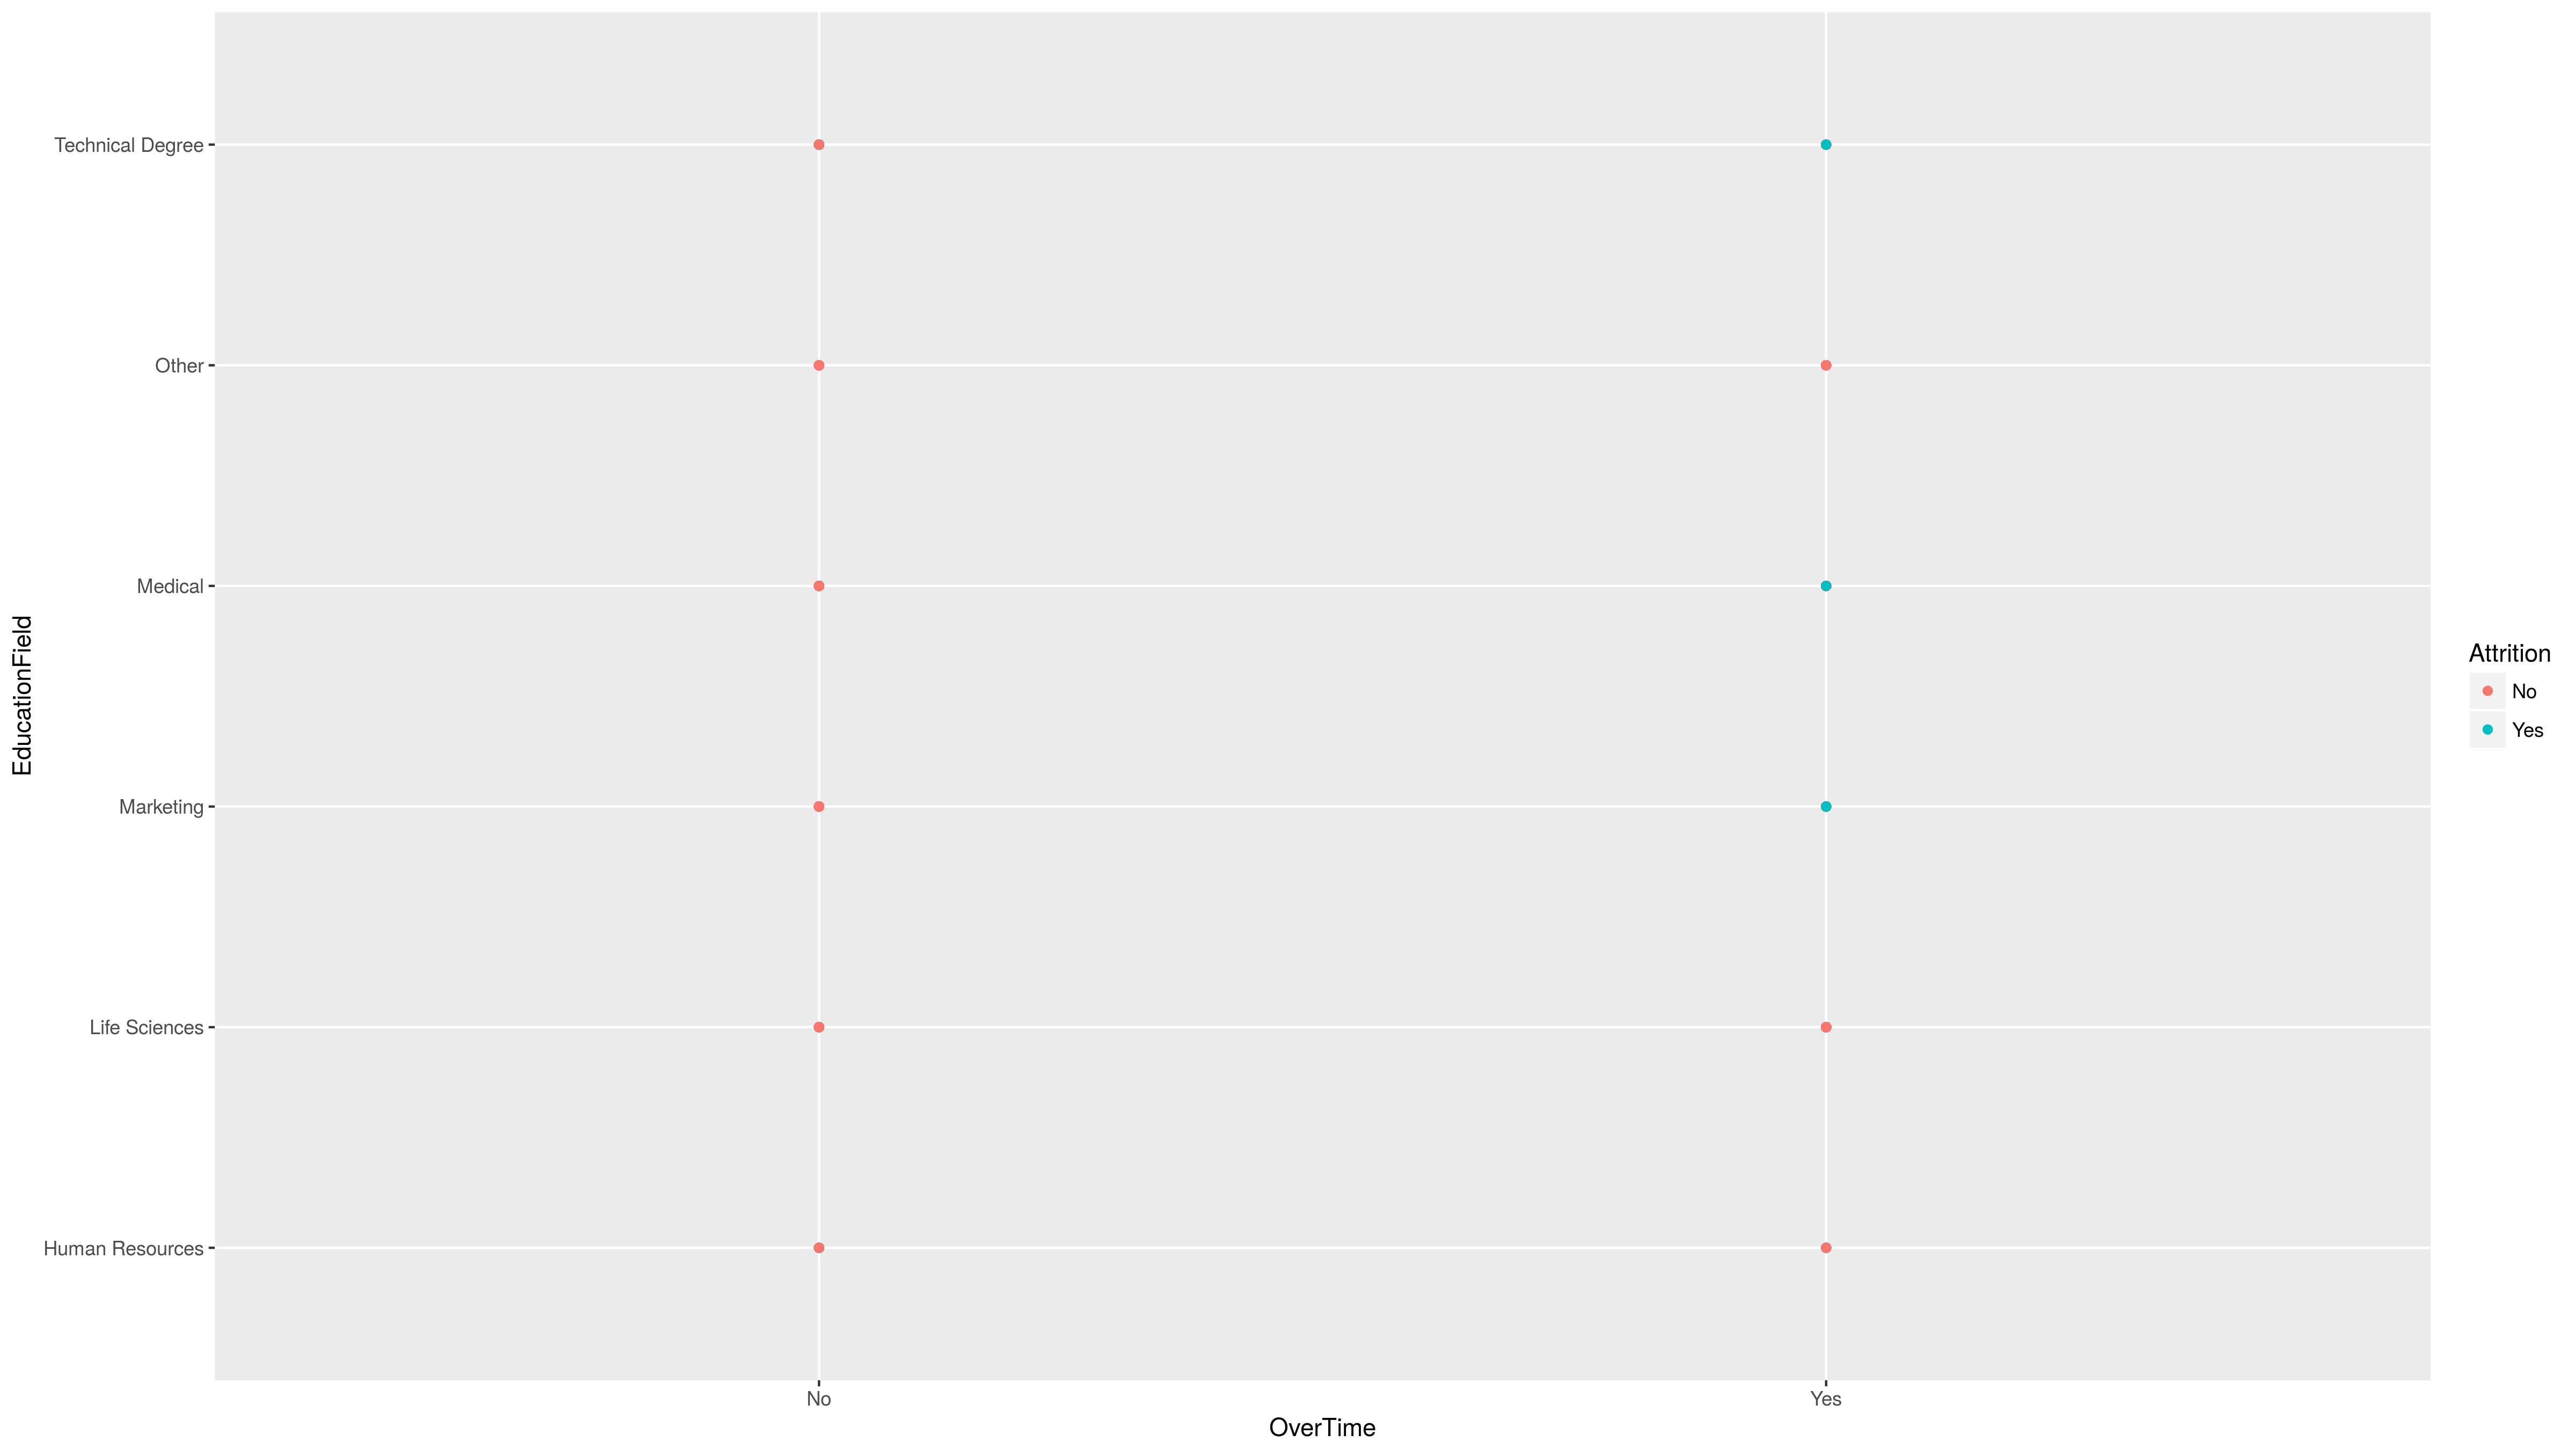 Technical Degree
Other
Medical
Marketing
Life Sciences
Human Resources
EducationField
No
Yes
OverTime
Attrition
No
Yes